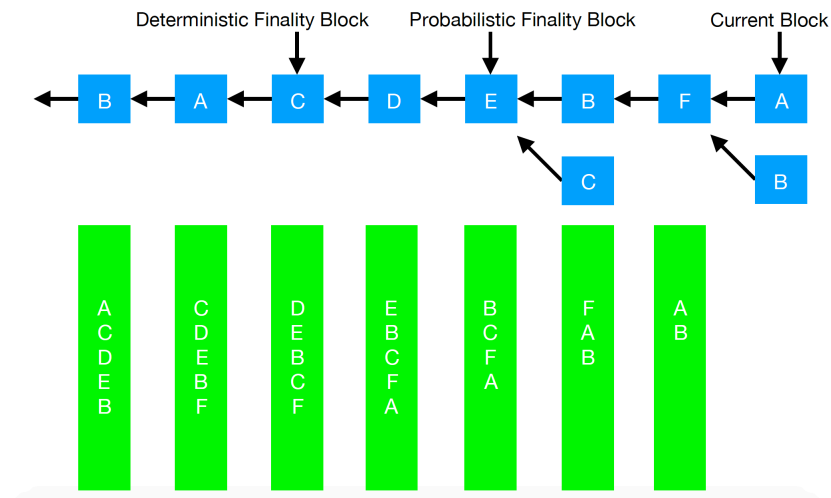 Deterministic Finality Block Probabilistic Finality Block Current Block
B A C D E B F A
C B
A C D E B F A
C D E B C A B
D E B C F B
E B C F A
B F F A